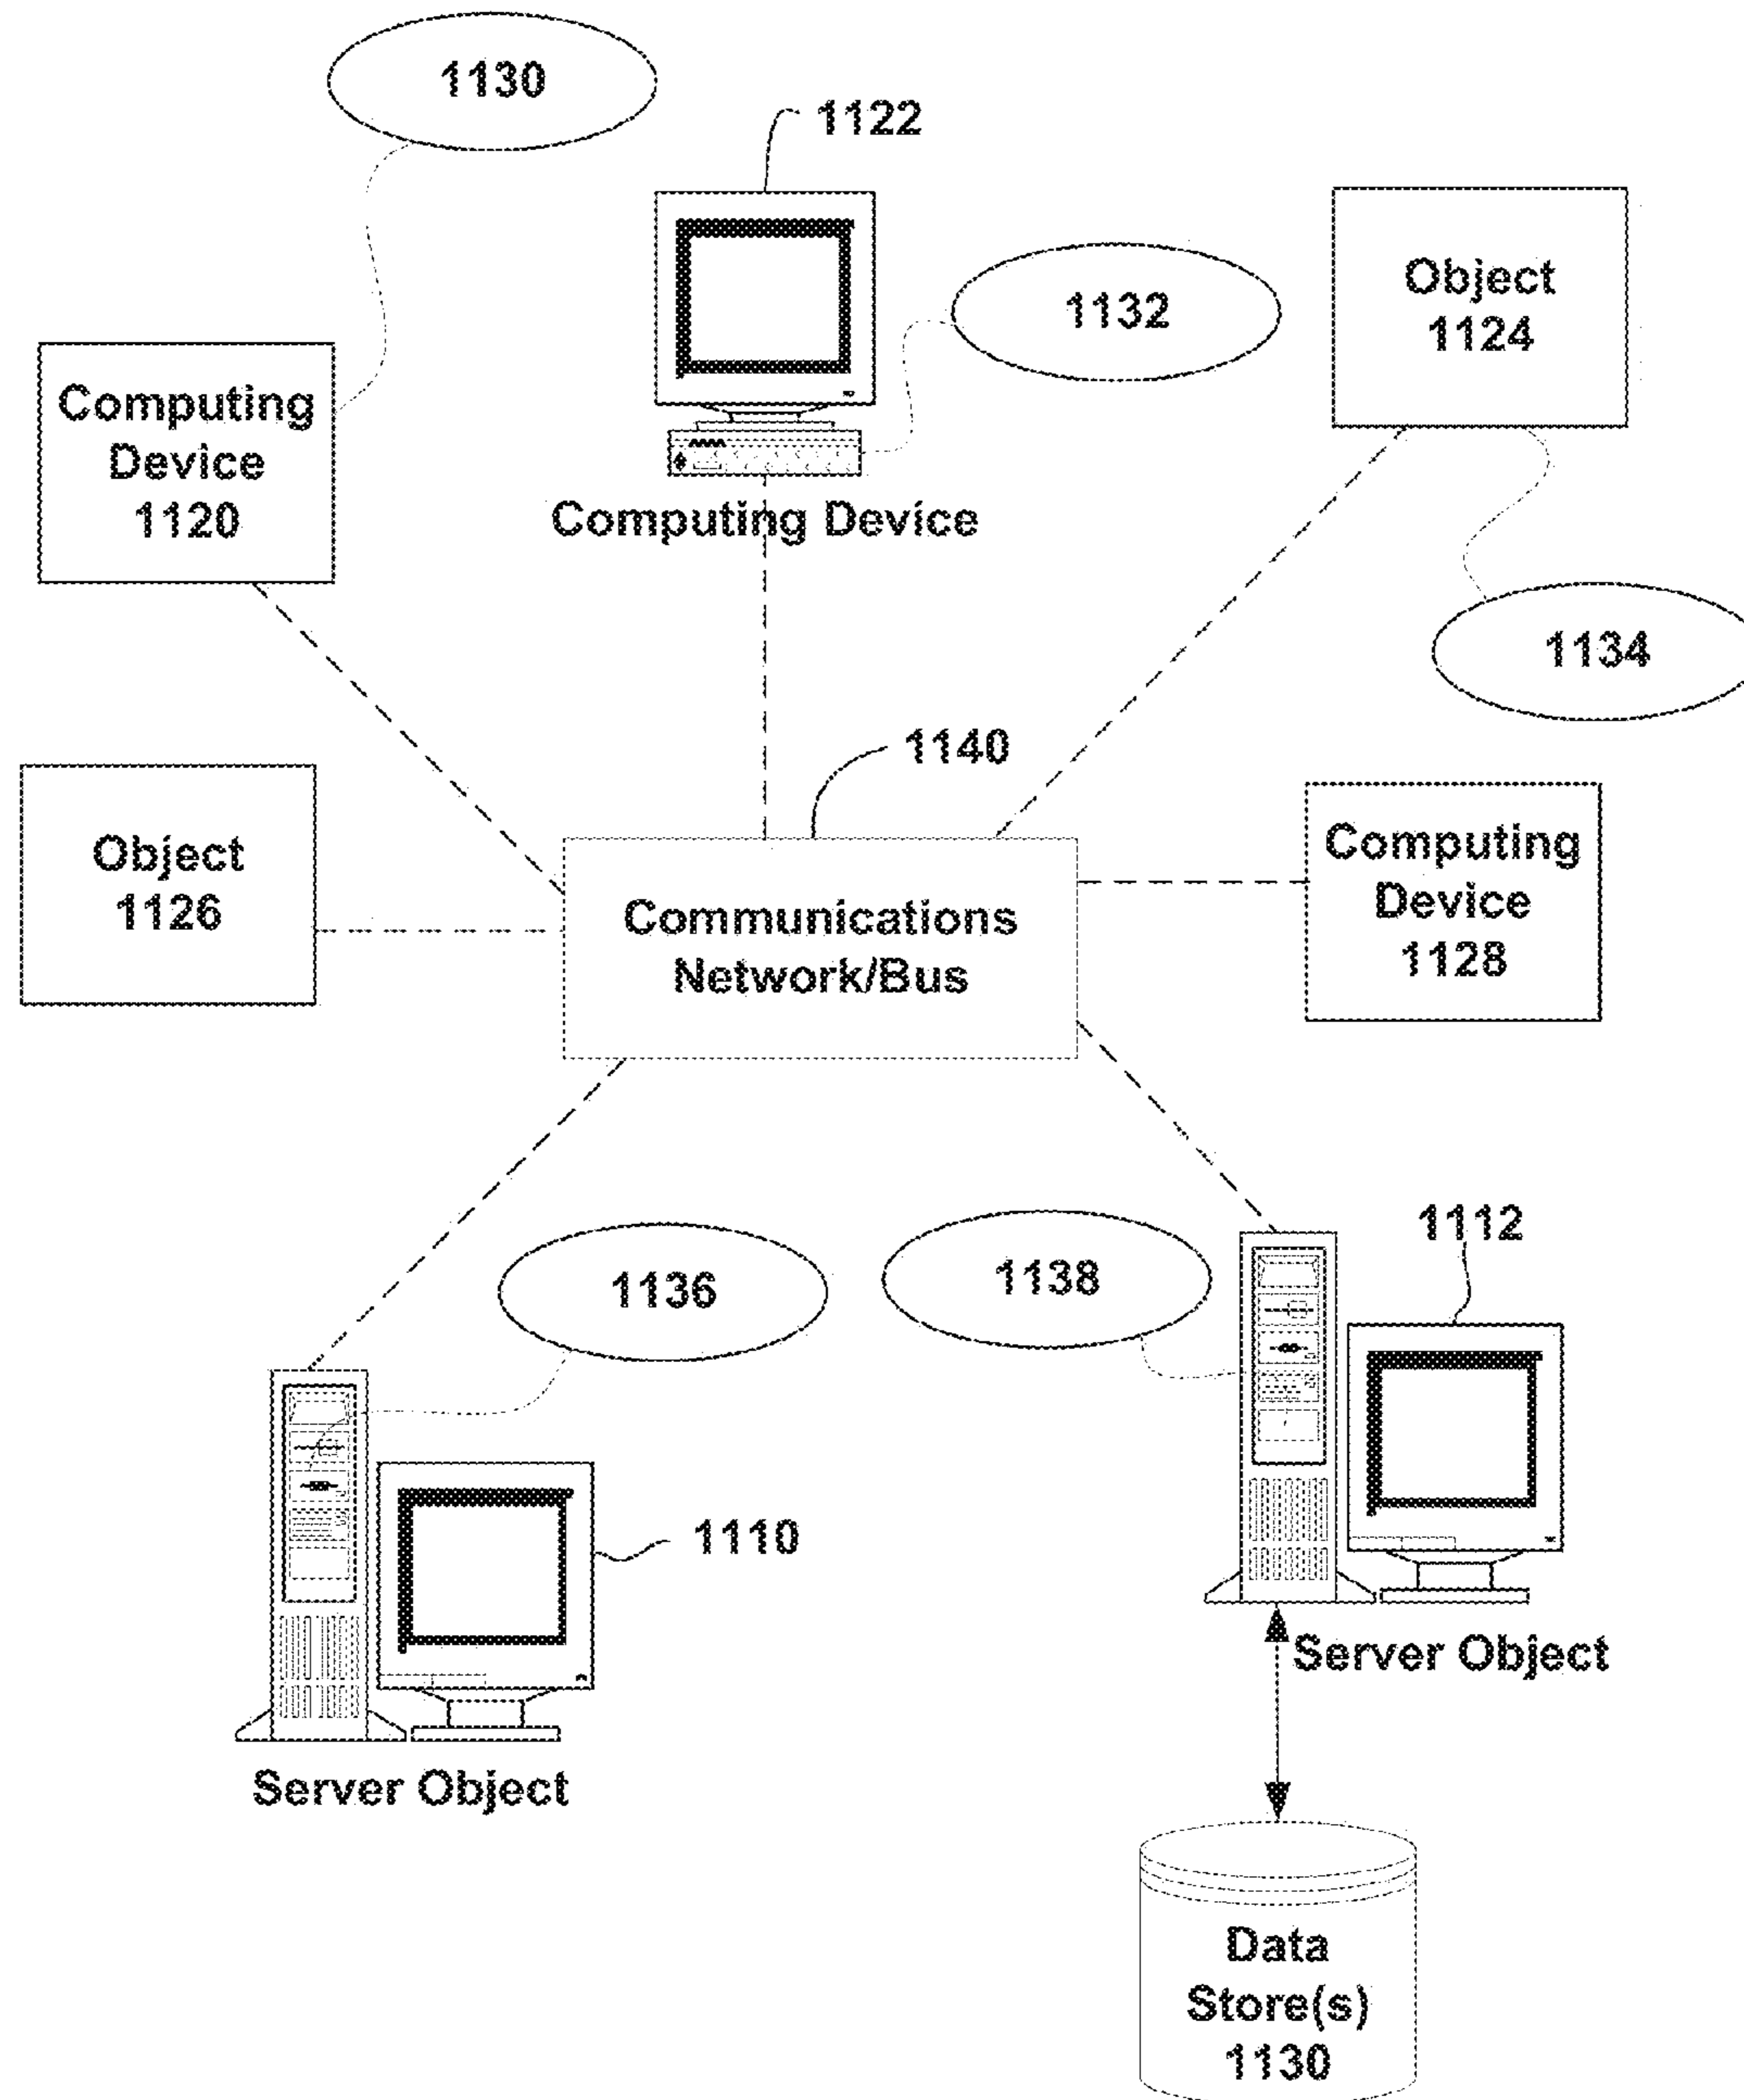 1130
1122
Object
1124
1132
Computing
Device
1120
Computing Device
1134
1140
Object
1126
Communications
Network/Bus
Computing
Device
1128
1112
1136
1138
1110
Server Object
Server Object
Data
Store(s)
1130